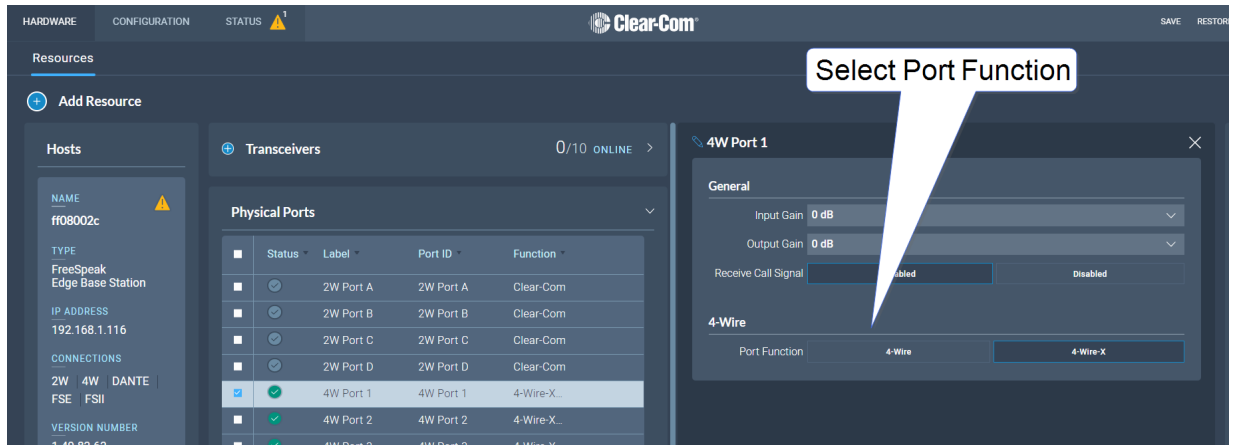 HARDWARE CONFIGURATION STATUS 1 Clear-Com SAVE RESTOR
Resources
Select Port Function
Add Resource
Hosts
Transceivers 0/10 ONLINE
4W Port 1
General
NAME
ff08002c
Physical Ports
Input Gain 0 dB
Output Gain 0 dB
TYPE
FreeSpeak
Edge Base Station
Status Label Port ID Function
Receive Call Signal abled Disabled
2W Port A 2W Port A Clear-Com
IP ADDRESS
192.168.1.116
2W Port B 2W Port B Clear-Com
4-Wire
2W Port C 2W Port C Clear-Com
Port Function 4-Wire 4-Wire-X
CONNECTIONS
2W 4W DANTE
FSE FSII
2W Port D 2W Port D Clear-Com
4W Port 1 4W Port 1 4-Wire-X...
4W Port 2 4W Port 2 4-Wire-X...
VERSION NUMBER